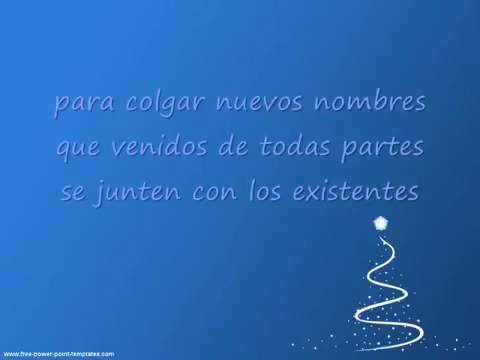 para colgar nuevos nombres
que venidos de todas partes
se junten con los existentes
www.free-power-point-templates.com